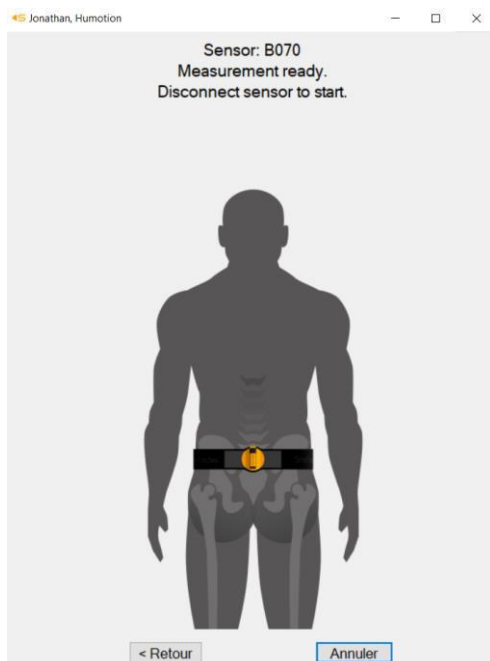 Jonathan, Humotion
Sensor: B070
Measurement ready.
Disconnect sensor to start.
< Retour
Annuler